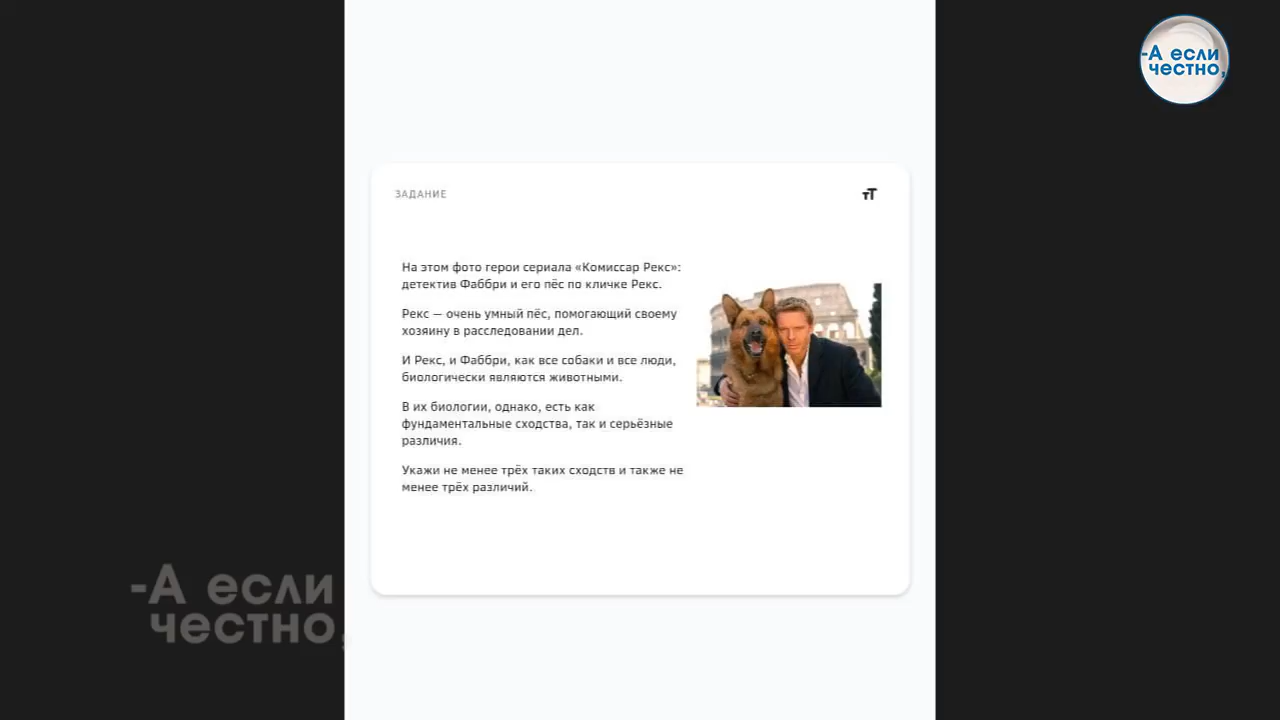 -А если
честно,
ЗАДАНИЕ
тТ
На этом фото герои сериала «Комиссар Рекс»:
детектив Фаббри и его пёс по кличке Рекс.
Рекс — очень умный пёс, помогающий своему
хозяину в расследовании дел.
И Рекс, и Фаббри, как все собаки и все люди,
биологически являются животными.
В их биологии, однако, есть как
фундаментальные сходства, так и серьёзные
различия.
Укажи не менее трёх таких сходств и также не
менее трёх различий.
-А если
честно,